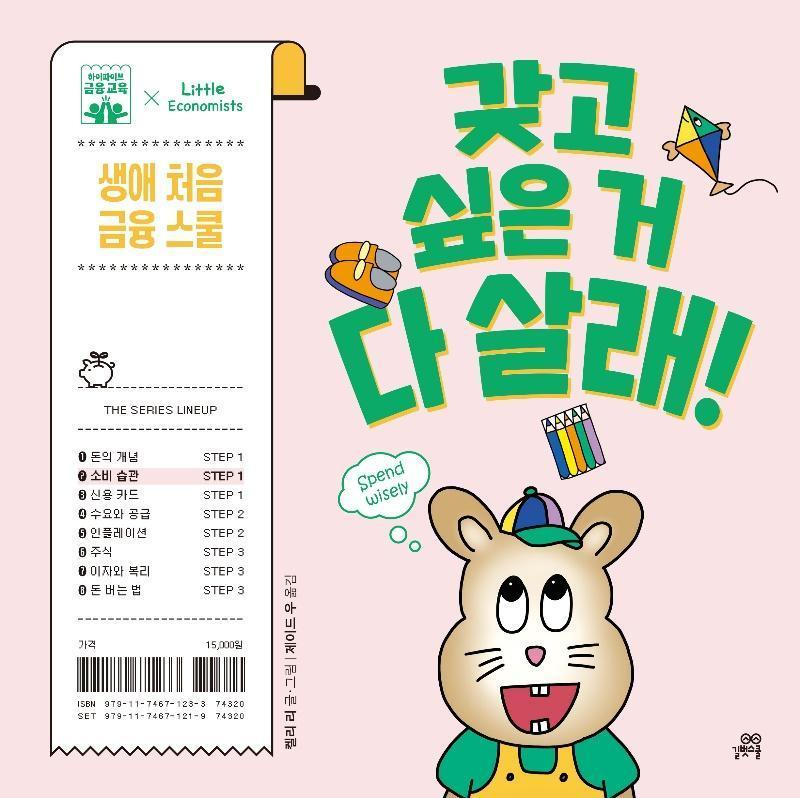 하이파이브
금융교육
×
Little
Economists
****************
생애 처음
금융 스쿨
****************
THE SERIES LINEUP
❶ 돈의 개념 STEP 1
❷ 소비 습관 STEP 1
❸ 신용 카드 STEP 1
❹ 수요와 공급 STEP 2
❺ 인플레이션 STEP 2
❻ 주식 STEP 3
❼ 이자와 복리 STEP 3
❽ 돈 버는 법 STEP 3
가격 15,000원
ISBN 979-11-7467-123-3 74320
SET 979-11-7467-121-9 74320
켈리 리 글·그림 | 제이드 우 옮김
갖고
싶은 거
다 살래!
Spend
wisely
길벗스쿨